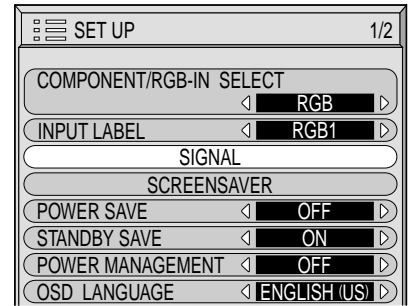 SET UP 1/2
COMPONENT/RGB-IN SELECT
RGB
INPUT LABEL RGB1
SIGNAL
SCREENSAVER
POWER SAVE OFF
STANDBY SAVE ON
POWER MANAGEMENT OFF
OSD LANGUAGE ENGLISH (US)